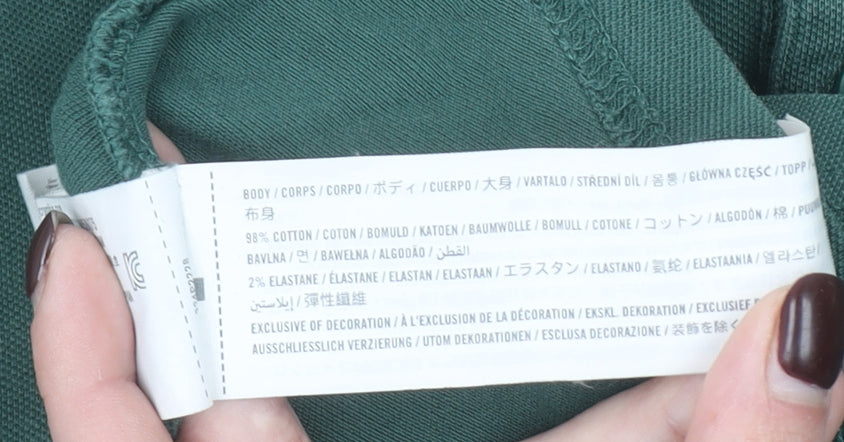 BODY / CORPS / CORPO / ボディ / CUERPO / 大身 / VARTALO / STŘEDNÍ DÍL / 몸통 / GŁÓWNA CZĘŚĆ / TOPP /
布身
98% COTTON / COTON / BOMULD / KATOEN / BAUMWOLLE / BOMULL / COTONE / コットン / ALGODÓN / 棉 /
BAVLNA / 면 / BAWEŁNA / ALGODÃO / القطن
2% ELASTANE / ÉLASTANE / ELASTAN / ELASTAAN / エラスタン / ELASTANO / 氨纶 / ELASTAANIA / 엘라스탄 /
إيلاستين / 彈性纖維
EXCLUSIVE OF DECORATION / À L'EXCLUSION DE LA DÉCORATION / EKSKL. DEKORATION / EXCLUSIEF
AUSCHLIESSLICH VERZIERUNG / UTOM DEKORATIONEN / ESCLUSA DECORAZIONE / 装飾を除く